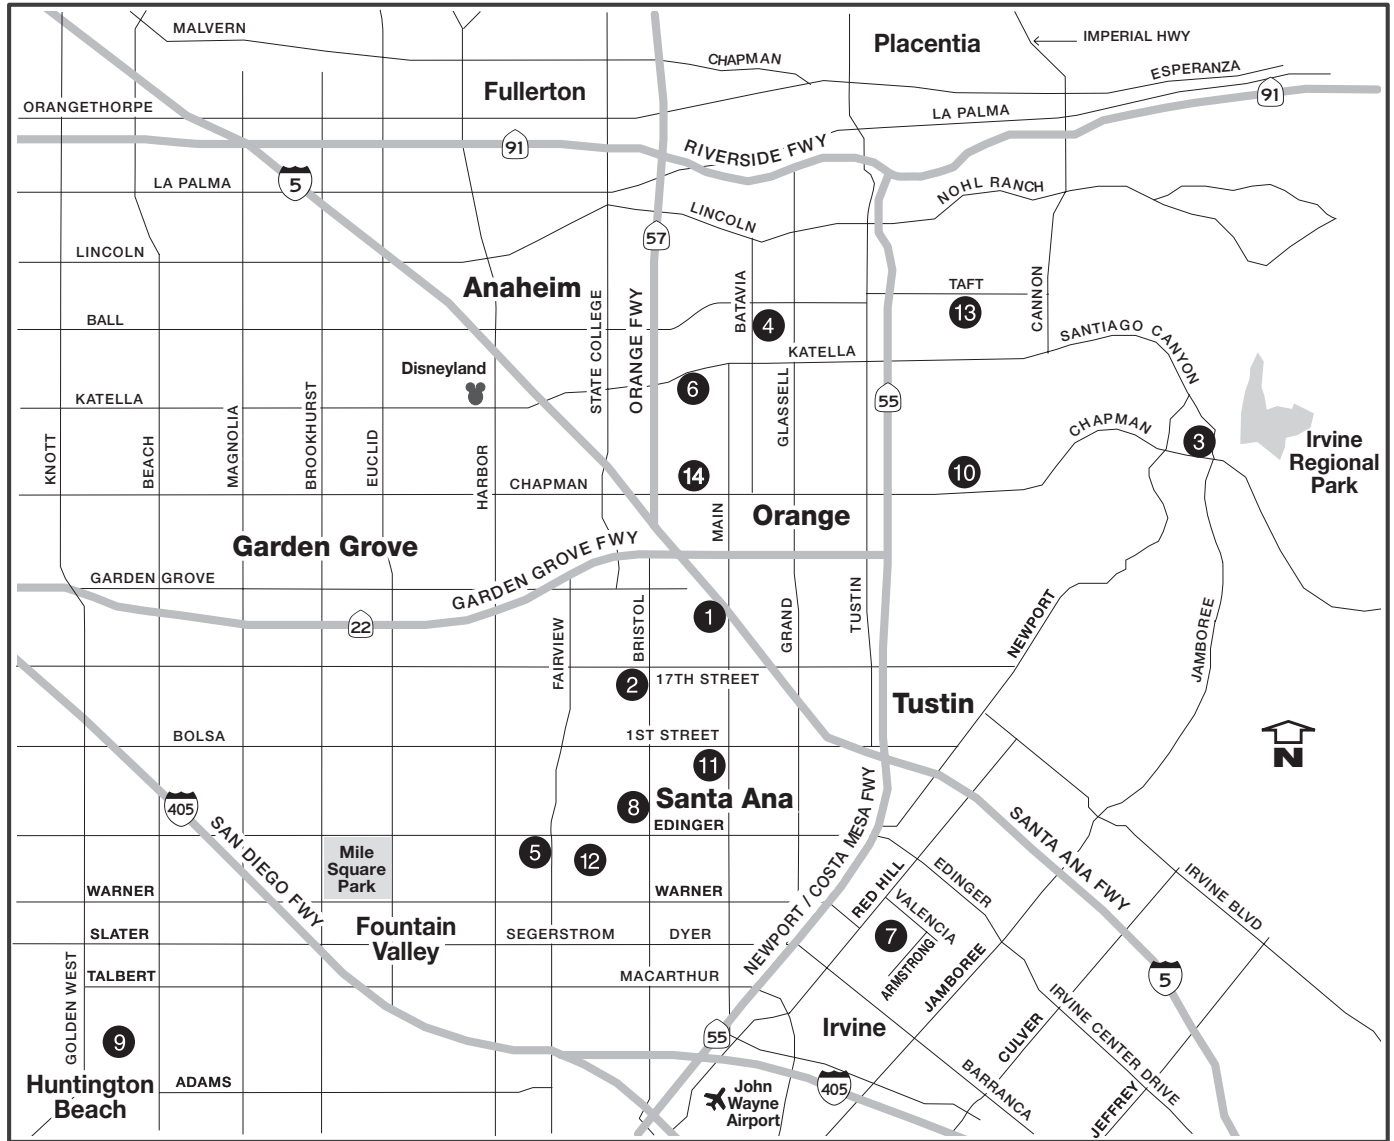 MALVERN
CHAPMAN
Placentia
IMPERIAL HWY
ESPERANZA
Fullerton
ORANGETHORPE
LA PALMA
91
91
RIVERSIDE FWY
LA PALMA
5
NOHL RANCH
LINCOLN
57
LINCOLN
Anaheim
BATAVIA
TAFT
CANNON
STATE COLLEGE
ORANGE FWY
13
BALL
4
SANTIAGO CANYON
KATELLA
Disneyland
6
GLASSELL
55
KATELLA
KNOTT
BEACH
MAGNOLIA
BROOKHURST
EUCLID
HARBOR
CHAPMAN
3
Irvine
Regional
Park
14
10
CHAPMAN
MAIN
Orange
Garden Grove
GARDEN GROVE FWY
GARDEN GROVE
22
FAIRVIEW
BRISTOL
1
GRAND
TUSTIN
NEWPORT
JAMBOREE
2
17TH STREET
Tustin
BOLSA
1ST STREET
N
11
405
8
Santa Ana
EDINGER
SAN DIEGO FWY
NEWPORT / COSTA MESA FWY
SANTA ANA FWY
Mile
Square
Park
5
12
RED HILL
EDINGER
IRVINE BLVD
WARNER
WARNER
VALENCIA
Fountain
Valley
SLATER
SEGERSTROM
DYER
7
ARMSTRONG
JAMBOREE
TALBERT
MACARTHUR
5
GOLDEN WEST
9
55
Irvine
CULVER
IRVINE CENTER DRIVE
Huntington
Beach
ADAMS
John
Wayne
Airport
405
BARRANCA
JEFFREY